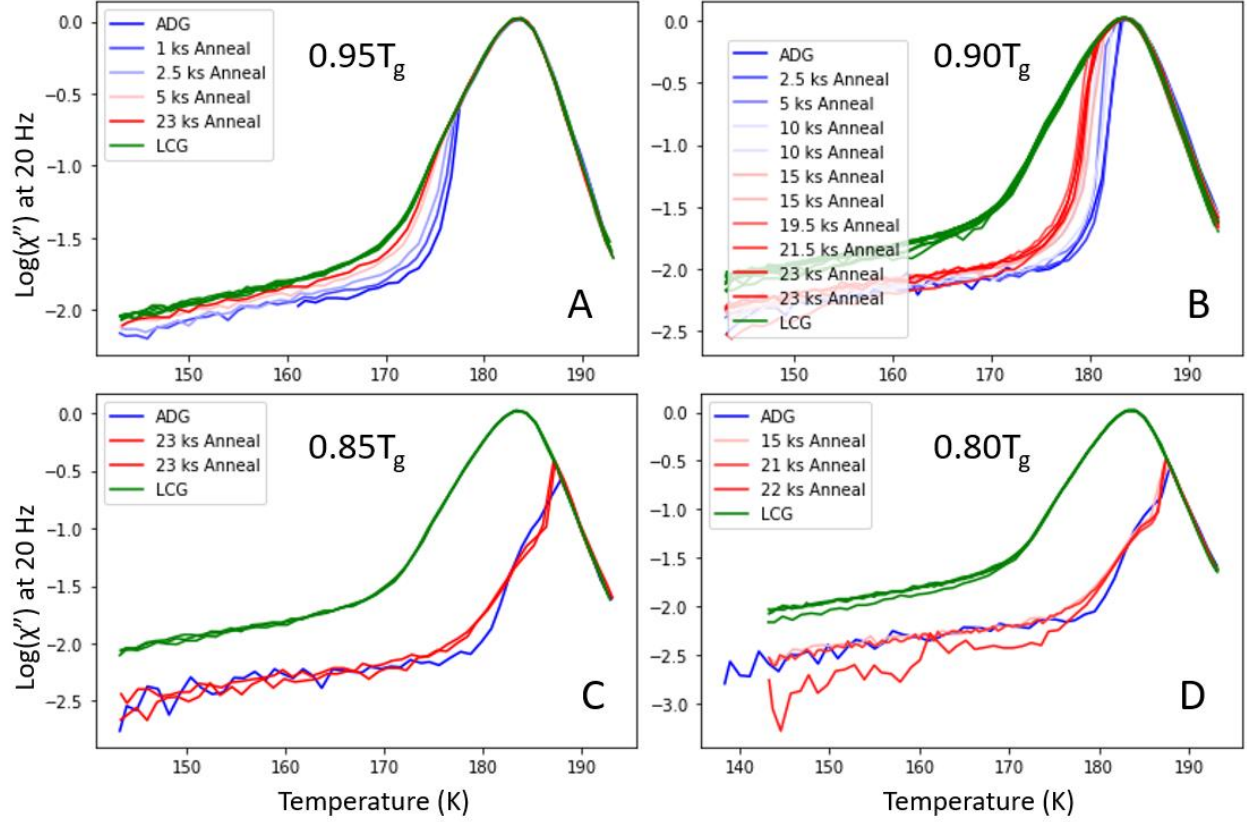 Log(χ″) at 20 Hz
0.0
−0.5
−1.0
−1.5
−2.0
ADG
1 ks Anneal
2.5 ks Anneal
5 ks Anneal
23 ks Anneal
LCG
0.95Tg
A
150 160 170 180 190
0.0
−0.5
−1.0
−1.5
−2.0
−2.5
ADG
2.5 ks Anneal
5 ks Anneal
10 ks Anneal
10 ks Anneal
15 ks Anneal
15 ks Anneal
19.5 ks Anneal
21.5 ks Anneal
23 ks Anneal
23 ks Anneal
LCG
0.90Tg
B
150 160 170 180 190
Log(χ″) at 20 Hz
0.0
−0.5
−1.0
−1.5
−2.0
−2.5
ADG
23 ks Anneal
23 ks Anneal
LCG
0.85Tg
C
150 160 170 180 190
Temperature (K)
0.0
−0.5
−1.0
−1.5
−2.0
−2.5
−3.0
ADG
15 ks Anneal
21 ks Anneal
22 ks Anneal
LCG
0.80Tg
D
140 150 160 170 180 190
Temperature (K)